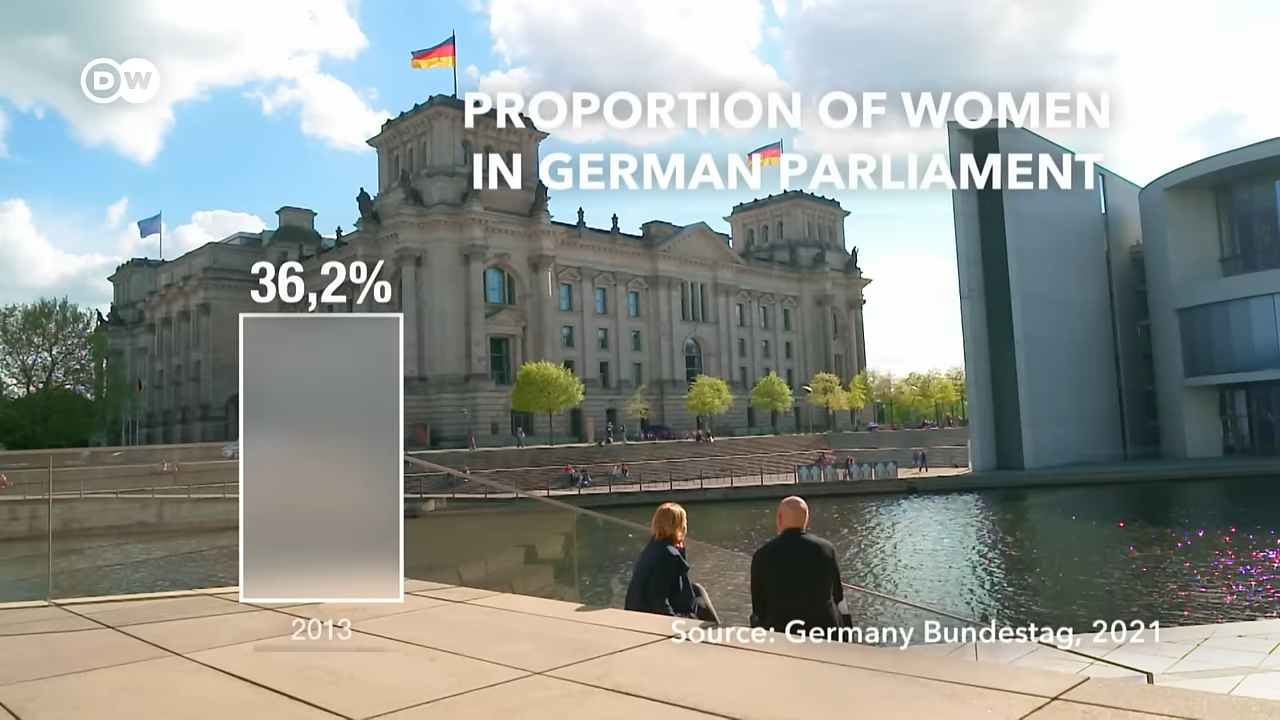 DW
PROPORTION OF WOMEN
IN GERMAN PARLIAMENT
36,2%
2013
Source: Germany Bundestag, 2021